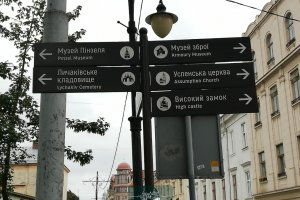 Музей Пінзеля
Pinzel Museum
Личаківське
кладовище
Lychakiv Cemetery
Музей зброї
Armoury Museum
Успенська церква
Assumption Church
Високий замок
High castle